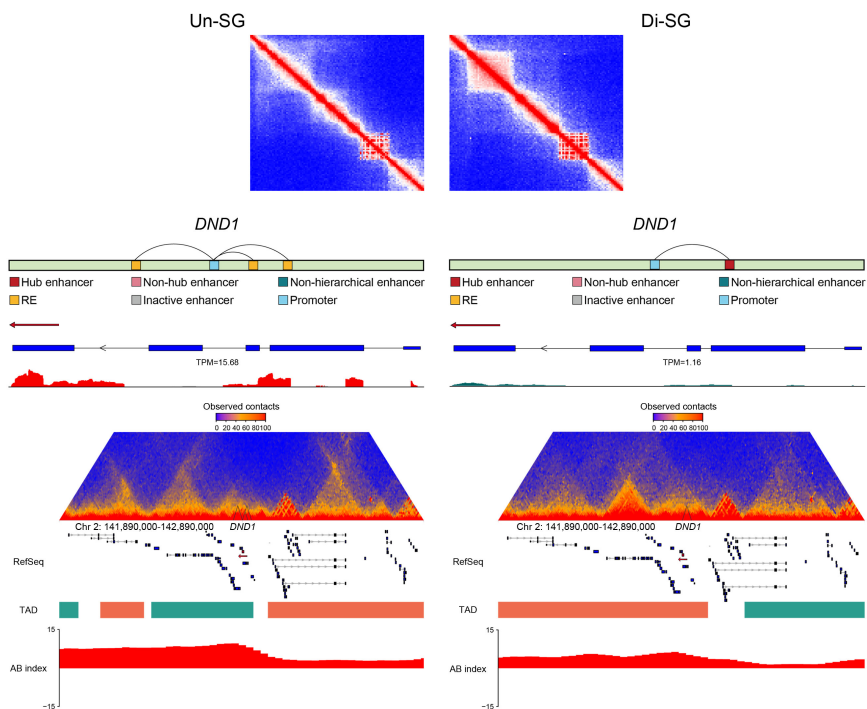 Un-SG
Di-SG
DND1
Hub enhancer
Non-hub enhancer
Non-hierarchical enhancer
RE
Inactive enhancer
Promoter
TPM=15.68
Observed contacts
0 20 40 60 80100
Chr 2: 141,890,000-142,890,000 DND1
RefSeq
TAD
15
AB index
−15
DND1
Hub enhancer
Non-hub enhancer
Non-hierarchical enhancer
RE
Inactive enhancer
Promoter
TPM=1.16
Observed contacts
0 20 40 60 80100
Chr 2: 141,890,000-142,890,000 DND1
RefSeq
TAD
15
AB index
−15